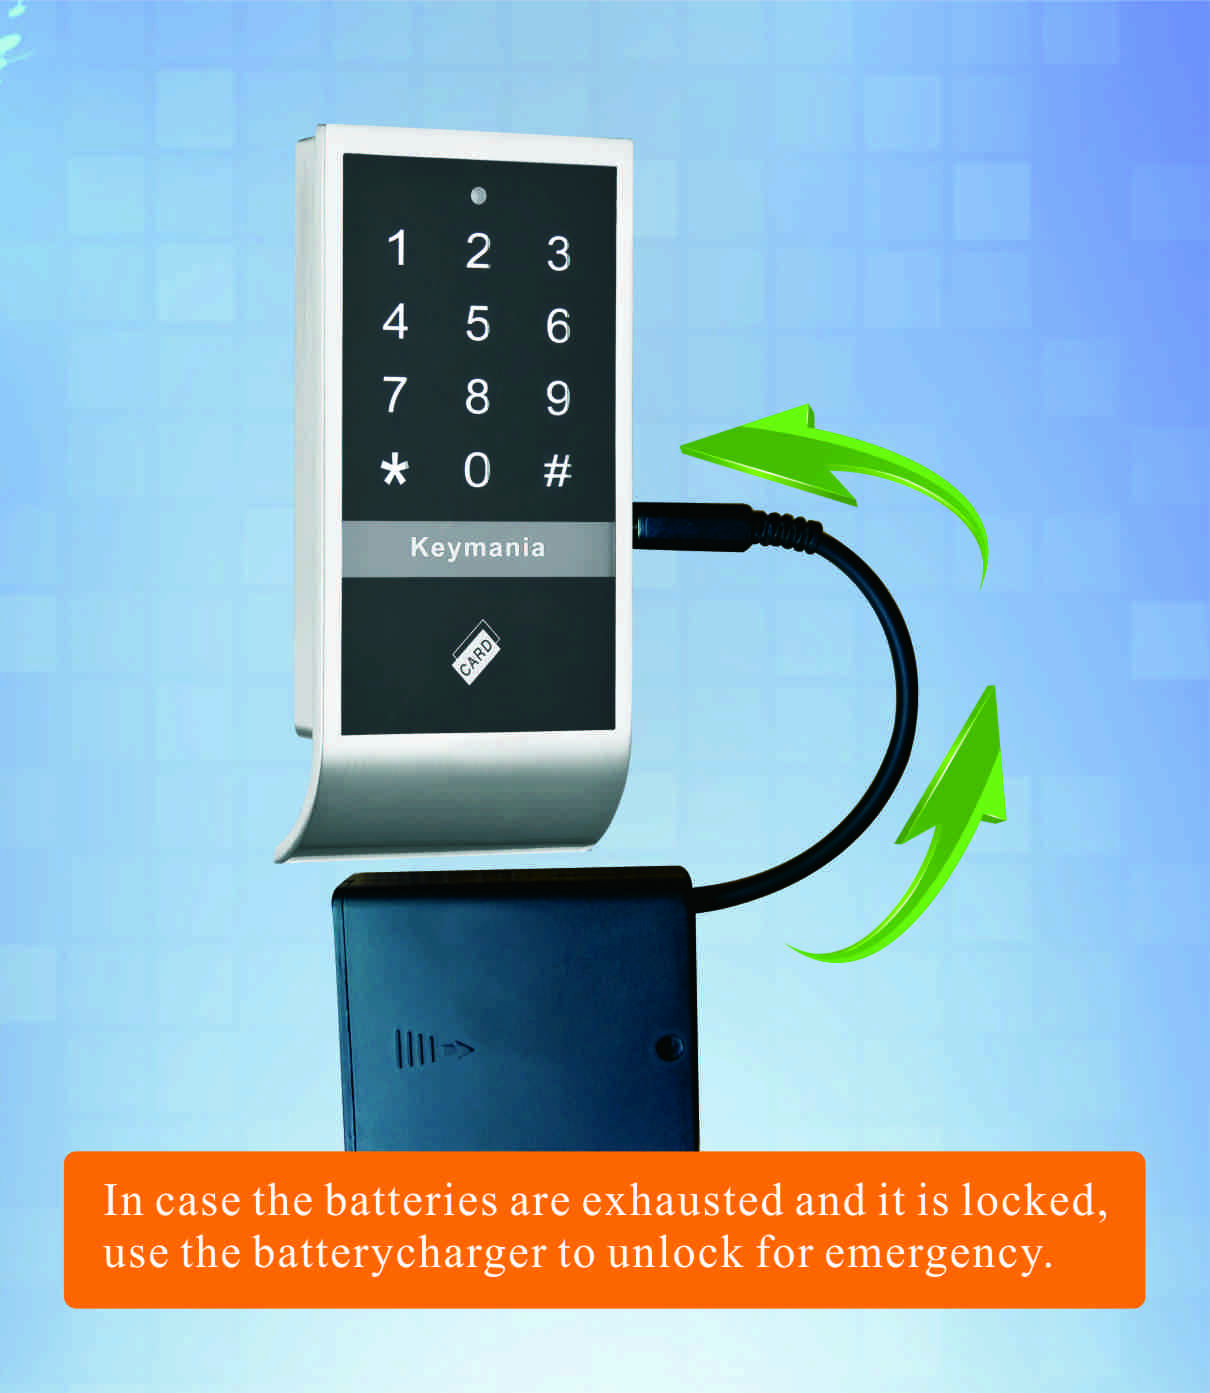 1 2 3
4 5 6
7 8 9
* 0 #
Keymania
CARD
In case the batteries are exhausted and it is locked,
use the batterycharger to unlock for emergency.